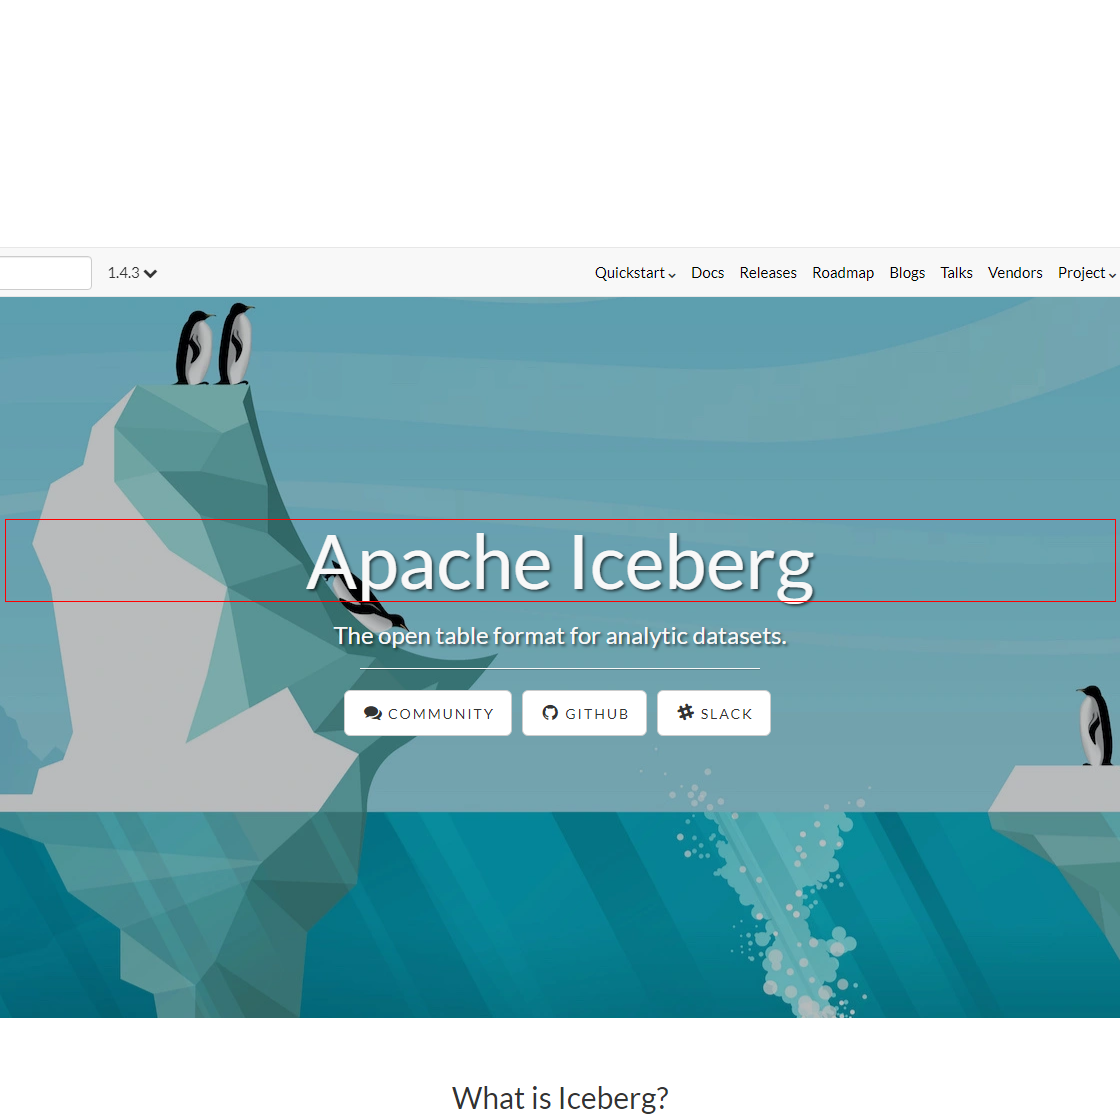 1.4.3 Quickstart Docs Releases Roadmap Blogs Talks Vendors Project
Apache Iceberg
The open table format for analytic datasets.
COMMUNITY GITHUB SLACK
What is Iceberg?